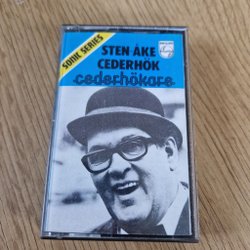 SONIC SERIES
STEN ÅKE
CEDERHÖK
cederhökare